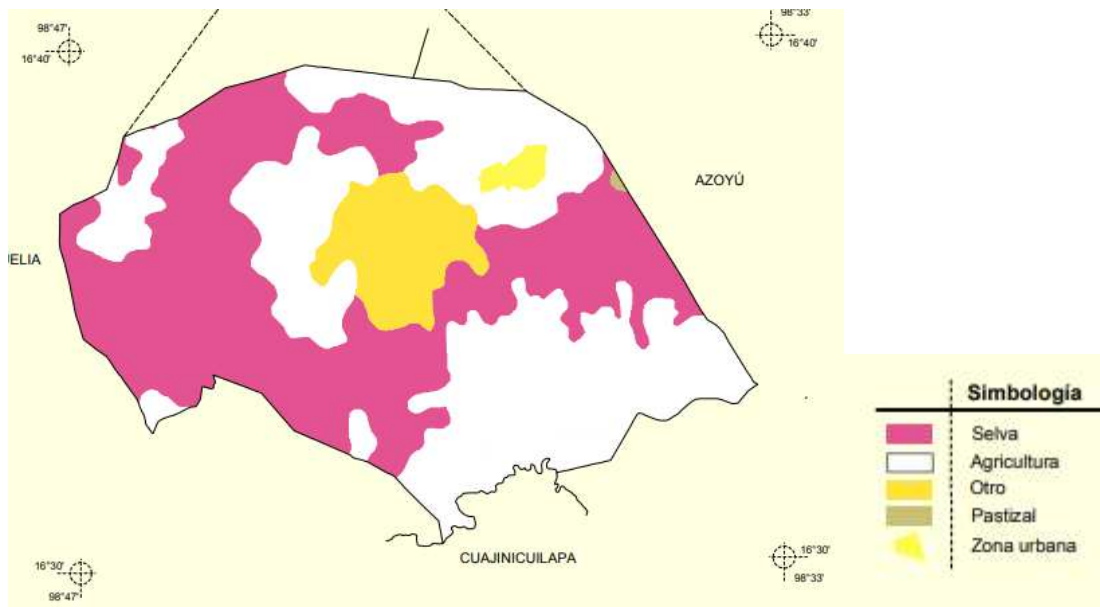 98°47'
16°40'
98°33'
16°40'
AZOYÚ
UELIA
CUAJINICUILAPA
16°30'
98°47'
16°30'
98°33'
Simbología
Selva
Agricultura
Otro
Pastizal
Zona urbana